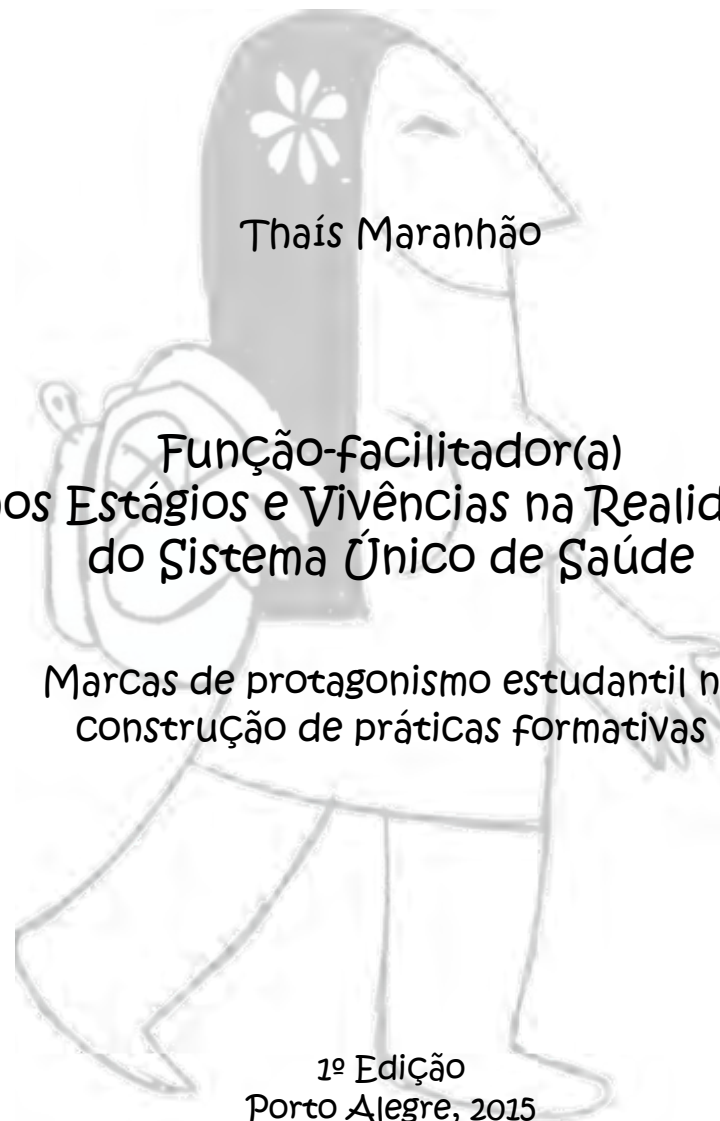 Thaís Maranhão
Função-facilitador(a)
os Estágios e Vivências na Realid
do Sistema Único de Saúde
Marcas de protagonismo estudantil n
construção de práticas formativas
1º Edição
Porto Alegre, 2015